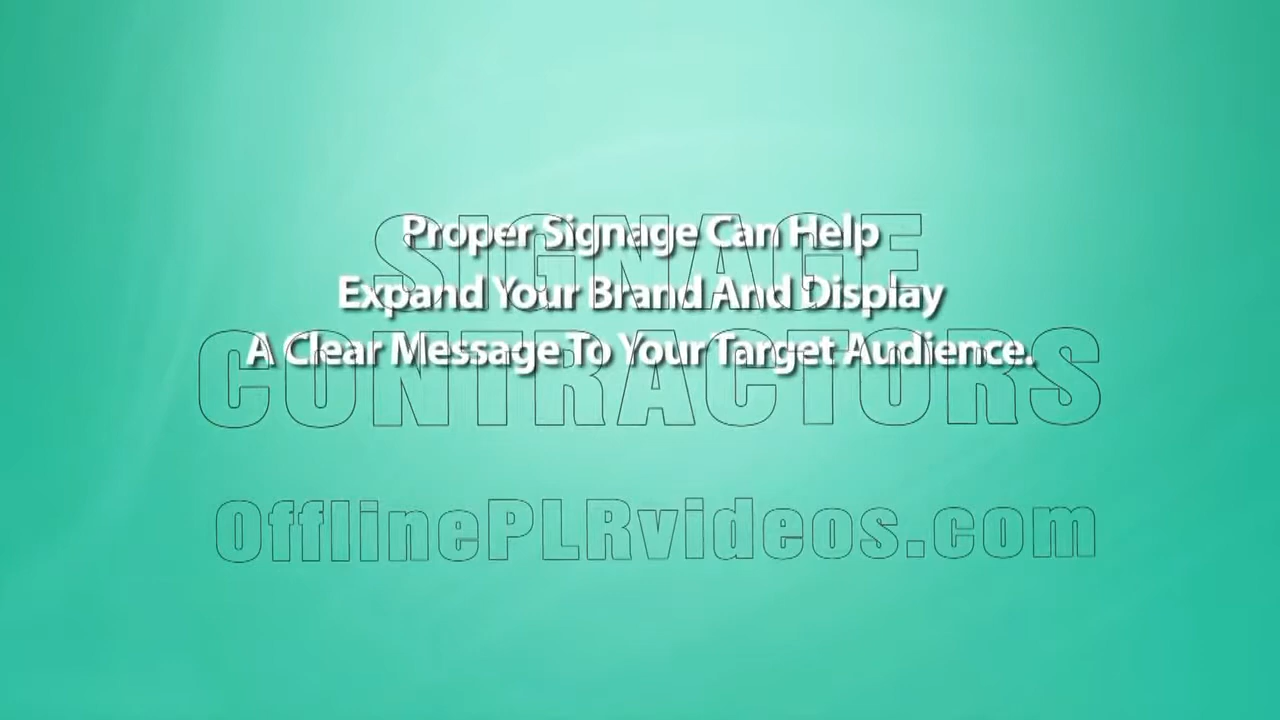 Proper Signage Can Help
Expand Your Brand And Display
A Clear Message To Your Target Audience.
SIGNAGE
CONTRACTORS
OfflinePLRvideos.com